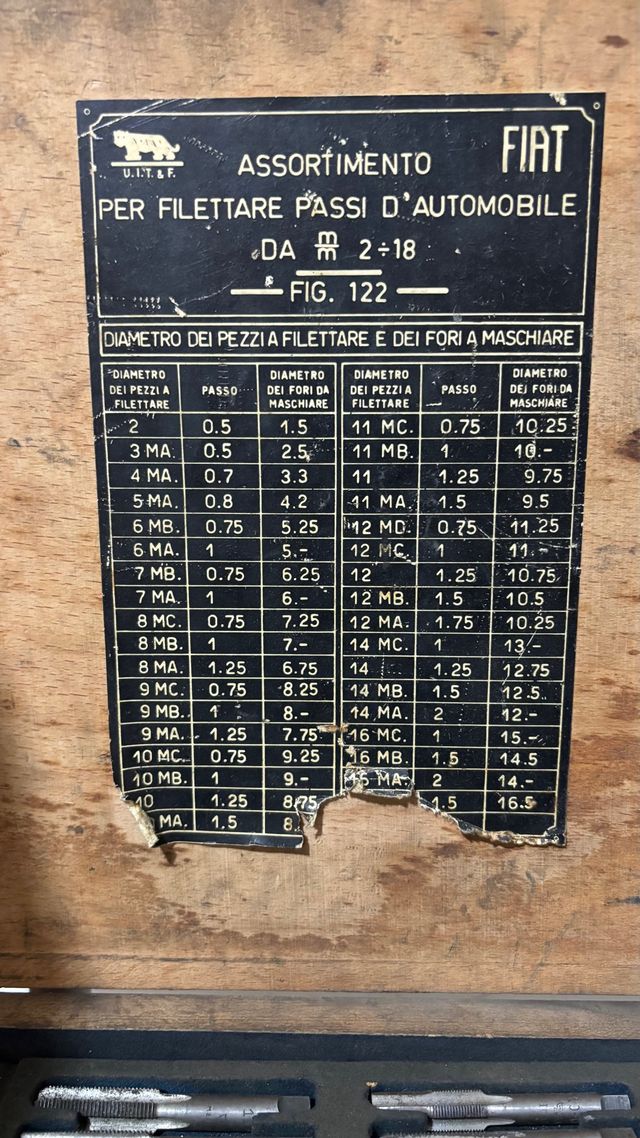 U.I.T. & F.
FIAT
ASSORTIMENTO
PER FILETTARE PASSI D'AUTOMOBILE
DA m/m 2÷18
FIG. 122
DIAMETRO DEI PEZZI A FILETTARE E DEI FORI A MASCHIARE
DIAMETRO DEI PEZZI A FILETTARE PASSO DIAMETRO DEI FORI DA MASCHIARE DIAMETRO DEI PEZZI A FILETTARE PASSO DIAMETRO DEI FORI DA MASCHIARE
2 0.5 1.5 11 MC. 0.75 10.25
3 MA. 0.5 2.5 11 MB. 1 10.-
4 MA. 0.7 3.3 11 1.25 9.75
5 MA. 0.8 4.2 11 MA. 1.5 9.5
6 MB. 0.75 5.25 12 MD. 0.75 11.25
6 MA. 1 5.- 12 MC. 1 11.-
7 MB. 0.75 6.25 12 1.25 10.75
7 MA. 1 6.- 12 MB. 1.5 10.5
8 MC. 0.75 7.25 12 MA. 1.75 10.25
8 MB. 1 7.- 14 MC. 1 13.-
8 MA. 1.25 6.75 14 1.25 12.75
9 MC. 0.75 8.25 14 MB. 1.5 12.5
9 MB. 1 8.- 14 MA. 2 12.-
9 MA. 1.25 7.75 16 MC. 1 15.-
10 MC. 0.75 9.25 16 MB. 1.5 14.5
10 MB. 1 9.- MA. 2 14.-
10 1.25 8.75 1.5 16.5
MA. 1.5 8.